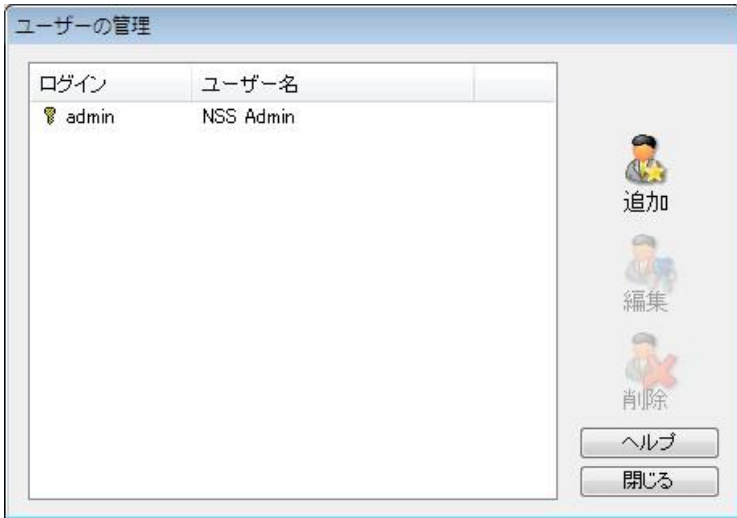 ユーザーの管理
ログイン ユーザー名
admin NSS Admin
追加
編集
削除
ヘルプ
閉じる